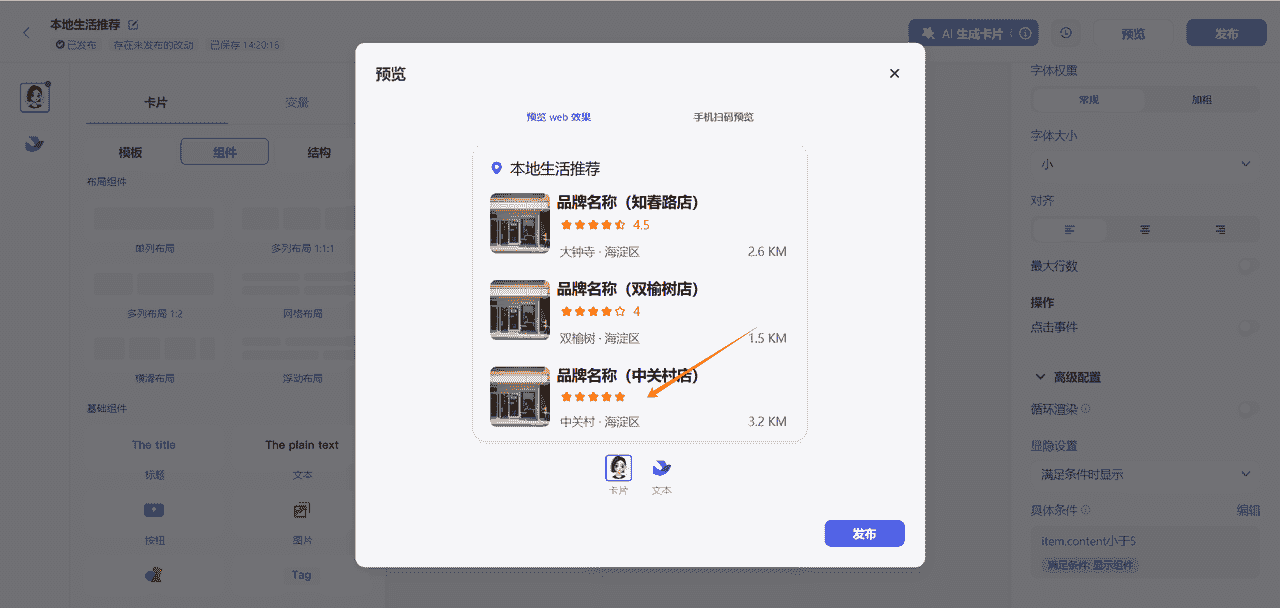 本地生活推荐
已发布 存在未发布的改动 已保存 14:20:16
AI 生成卡片
预览
发布
卡片
变量
模板
组件
结构
布局组件
单列布局
多列布局 1:1:1
多列布局 1:2
网格布局
横滑布局
浮动布局
基础组件
The title
The plain text
标题
文本
按钮
图片
Tag
预览
预览 web 效果
手机扫码预览
本地生活推荐
品牌名称（知春路店）
4.5
大钟寺 · 海淀区
2.6 KM
品牌名称（双榆树店）
4
双榆树 · 海淀区
1.5 KM
品牌名称（中关村店）
中关村 · 海淀区
3.2 KM
卡片
文本
发布
字体权重
常规
加粗
字体大小
小
对齐
最大行数
操作
点击事件
高级配置
循环渲染
显隐设置
满足条件时显示
具体条件
编辑
item.content小于5
满足条件: 显示组件